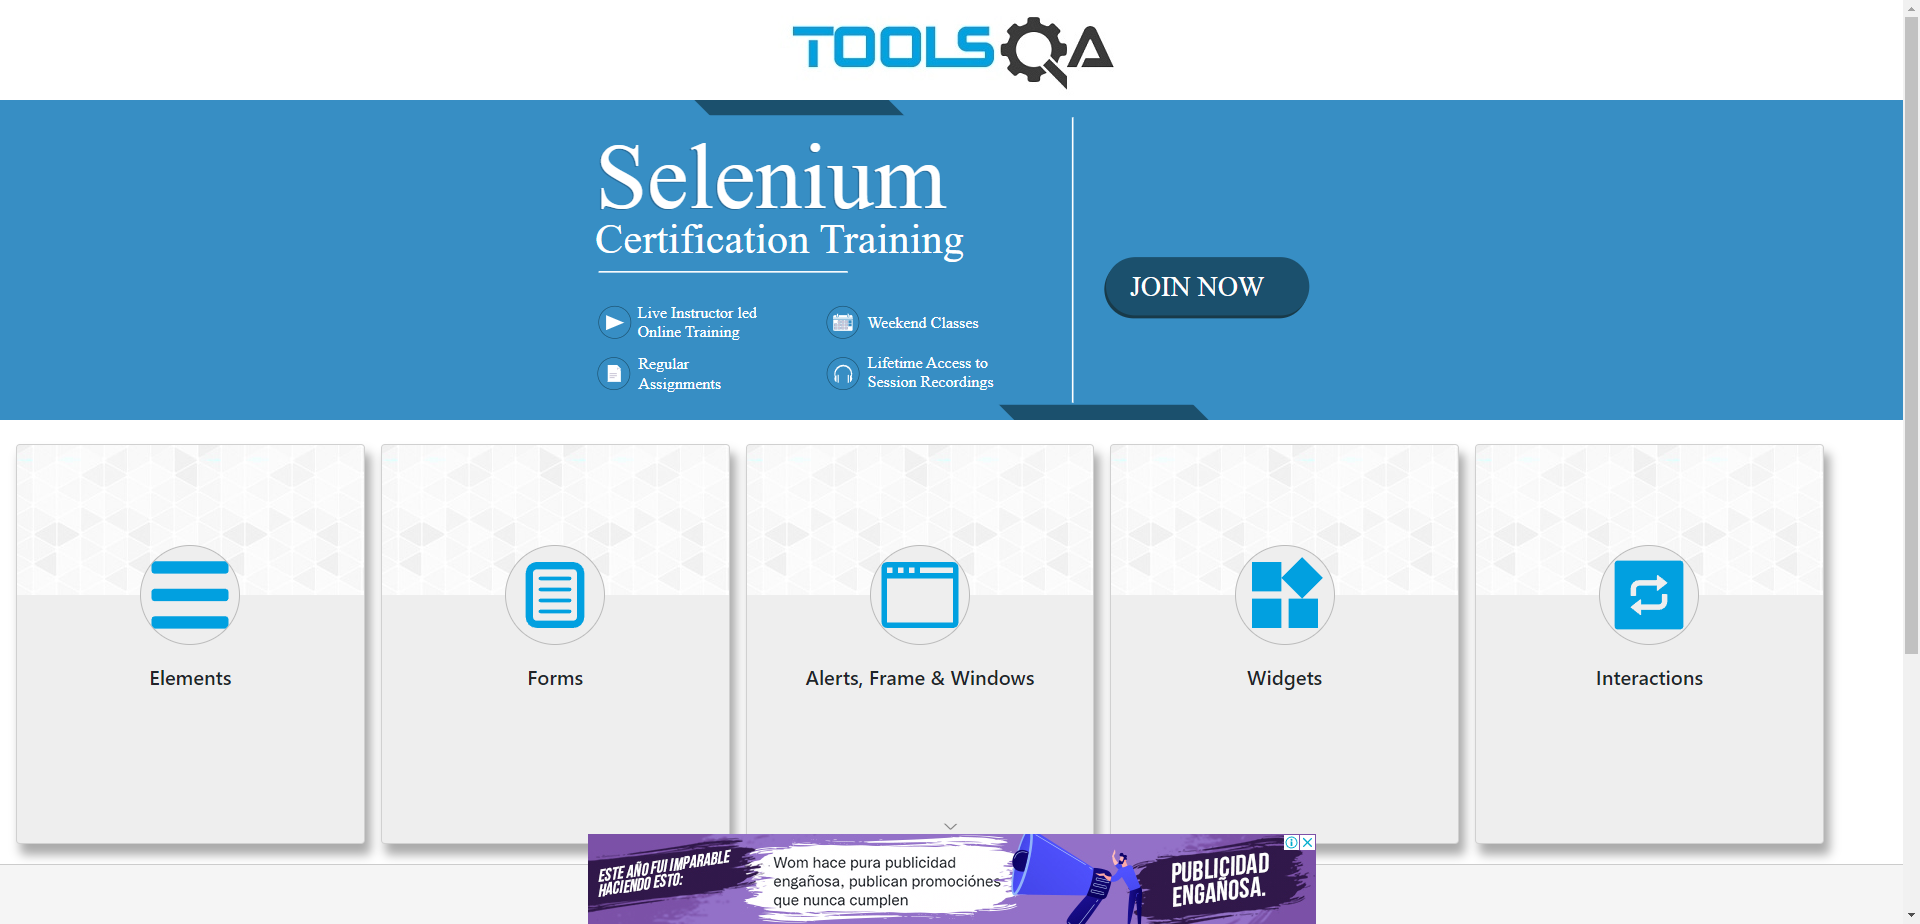 TOOLSQA
Selenium
Certification Training
Live Instructor led
Online Training
Weekend Classes
Regular
Assignments
Lifetime Access to
Session Recordings
JOIN NOW
Elements
Forms
Alerts, Frame & Windows
Widgets
Interactions
ESTE AÑO FUI IMPARABLE
HACIENDO ESTO:
Wom hace pura publicidad
engañosa, publican promociónes
que nunca cumplen
PUBLICIDAD
ENGAÑOSA.